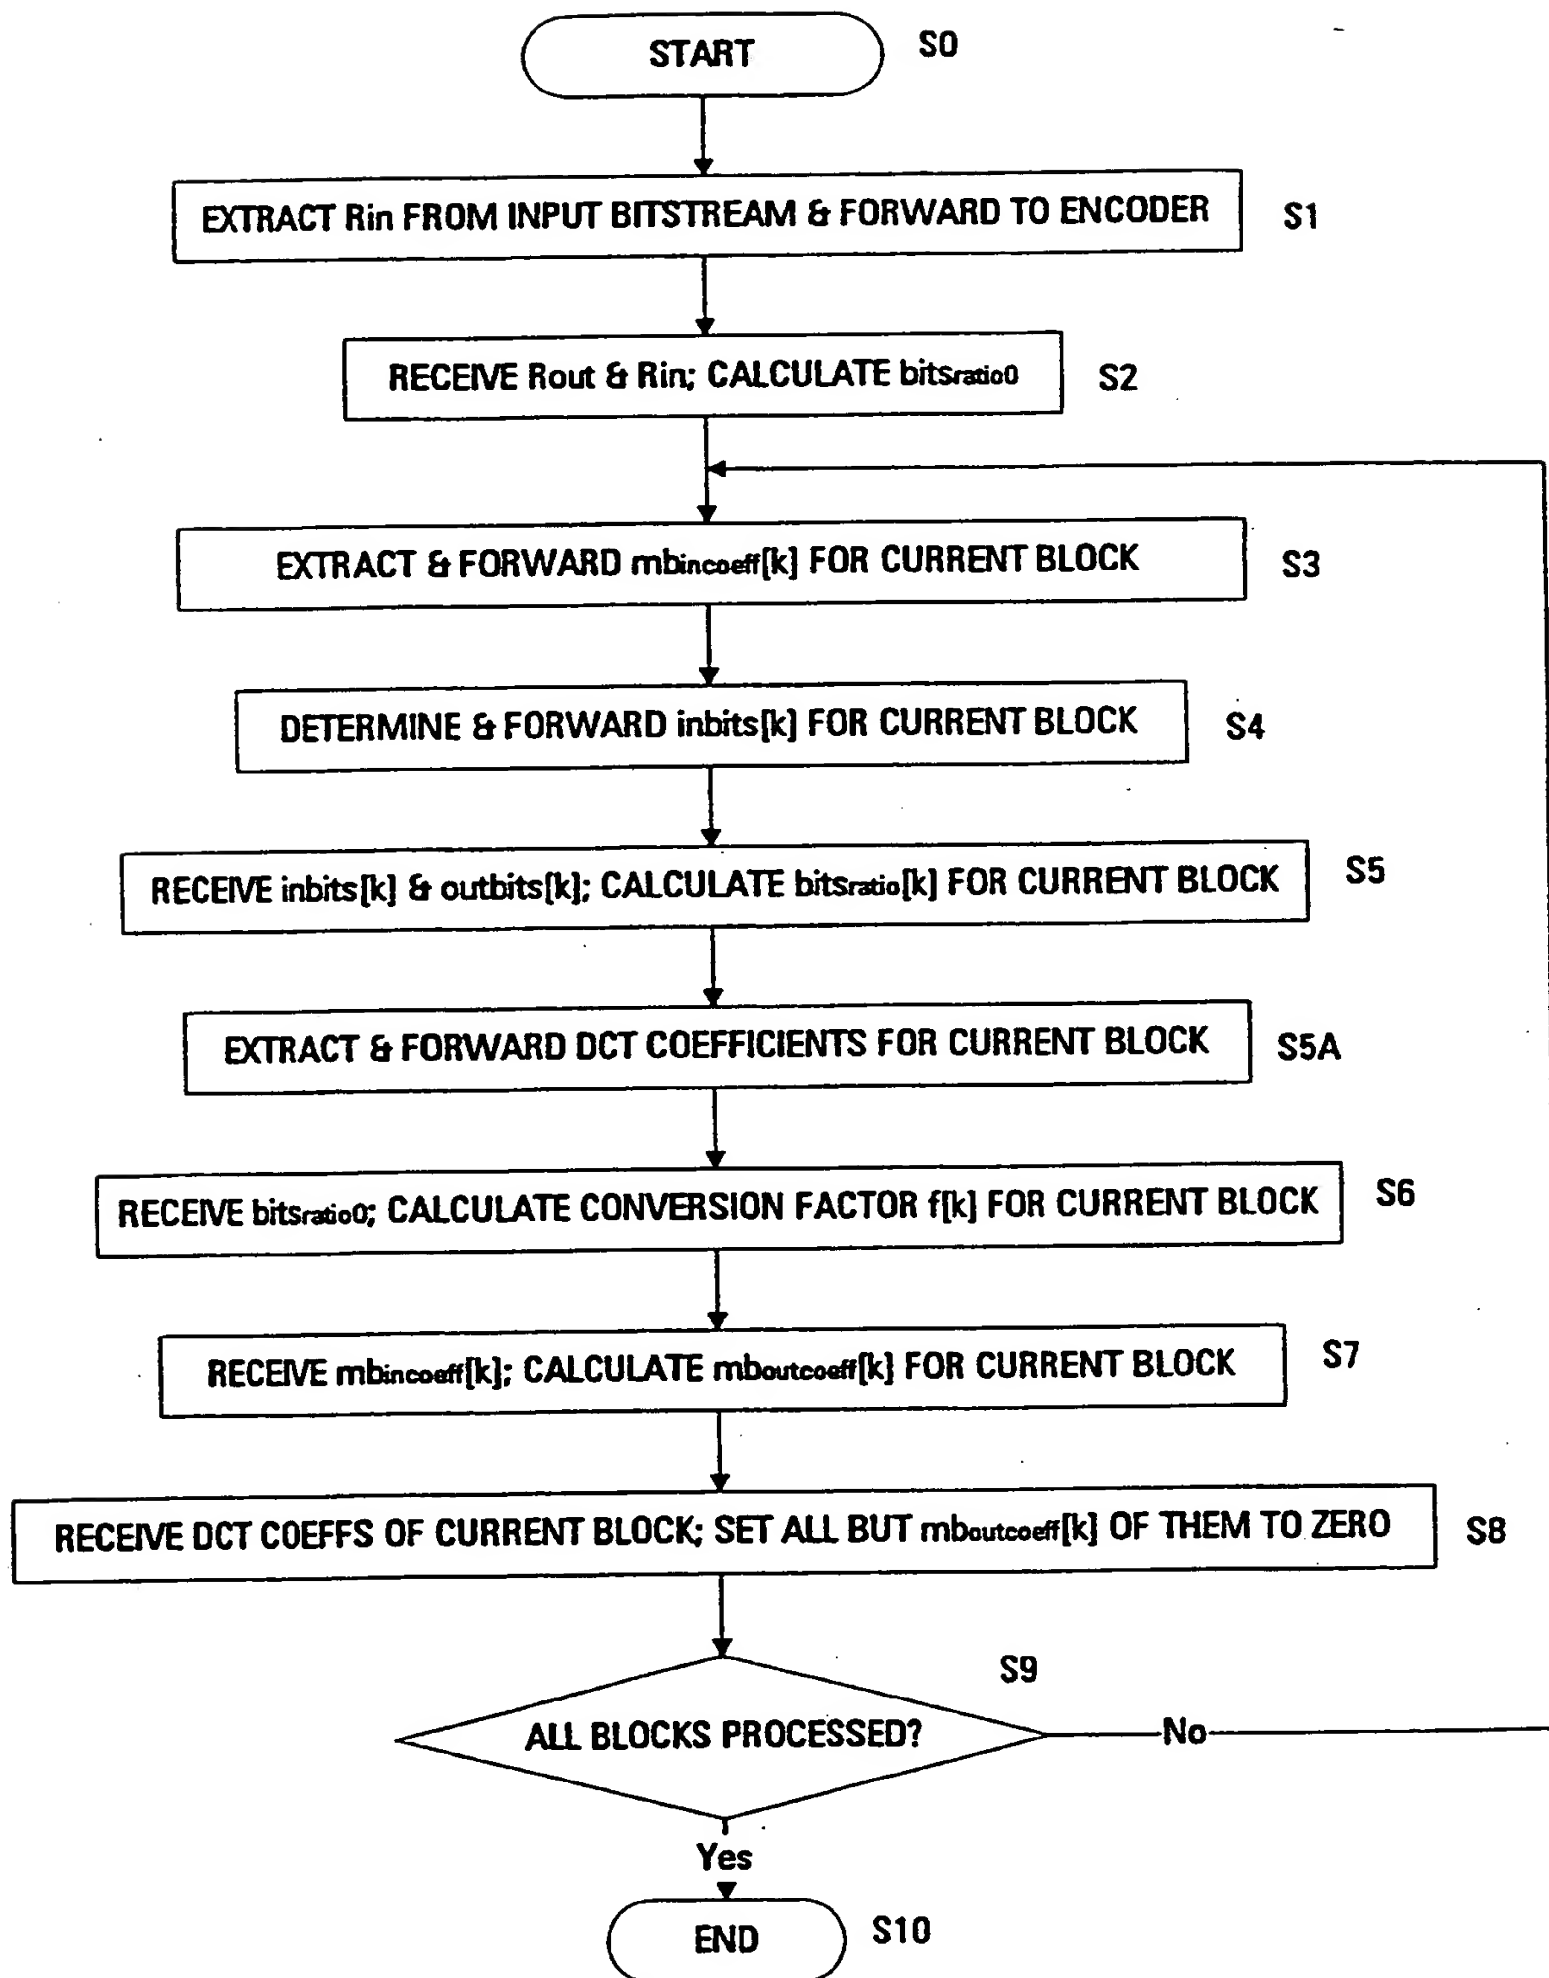 START
S0
EXTRACT Rin FROM INPUT BITSTREAM & FORWARD TO ENCODER
S1
RECEIVE Rout & Rin; CALCULATE bitsratio0
S2
EXTRACT & FORWARD mbincoeff[k] FOR CURRENT BLOCK
S3
DETERMINE & FORWARD inbits[k] FOR CURRENT BLOCK
S4
RECEIVE inbits[k] & outbits[k]; CALCULATE bitsratio[k] FOR CURRENT BLOCK
S5
EXTRACT & FORWARD DCT COEFFICIENTS FOR CURRENT BLOCK
S5A
RECEIVE bitsratio0; CALCULATE CONVERSION FACTOR f[k] FOR CURRENT BLOCK
S6
RECEIVE mbincoeff[k]; CALCULATE mboutcoeff[k] FOR CURRENT BLOCK
S7
RECEIVE DCT COEFFS OF CURRENT BLOCK; SET ALL BUT mboutcoeff[k] OF THEM TO ZERO
S8
S9
ALL BLOCKS PROCESSED?
No
Yes
END
S10